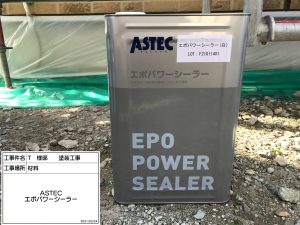 ASTEC
エポパワーシーラー(白)
エポパワーシーラー
EPO
POWER
SEALER
工事件名 T 様邸 塗装工事
工事場所 材料
ASTEC
エポパワーシーラー